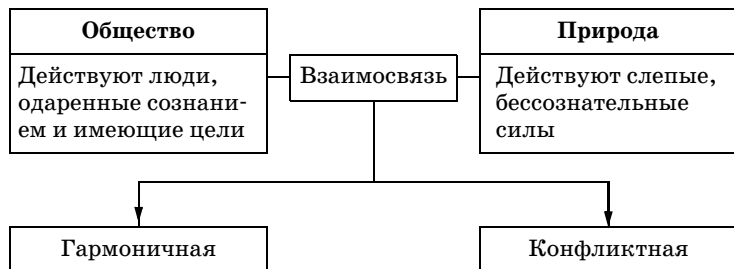 Общество
Действуют люди,
одаренные сознани-
ем и имеющие цели
Взаимосвязь
Природа
Действуют слепые,
бессознательные
силы
Гармоничная
Конфликтная